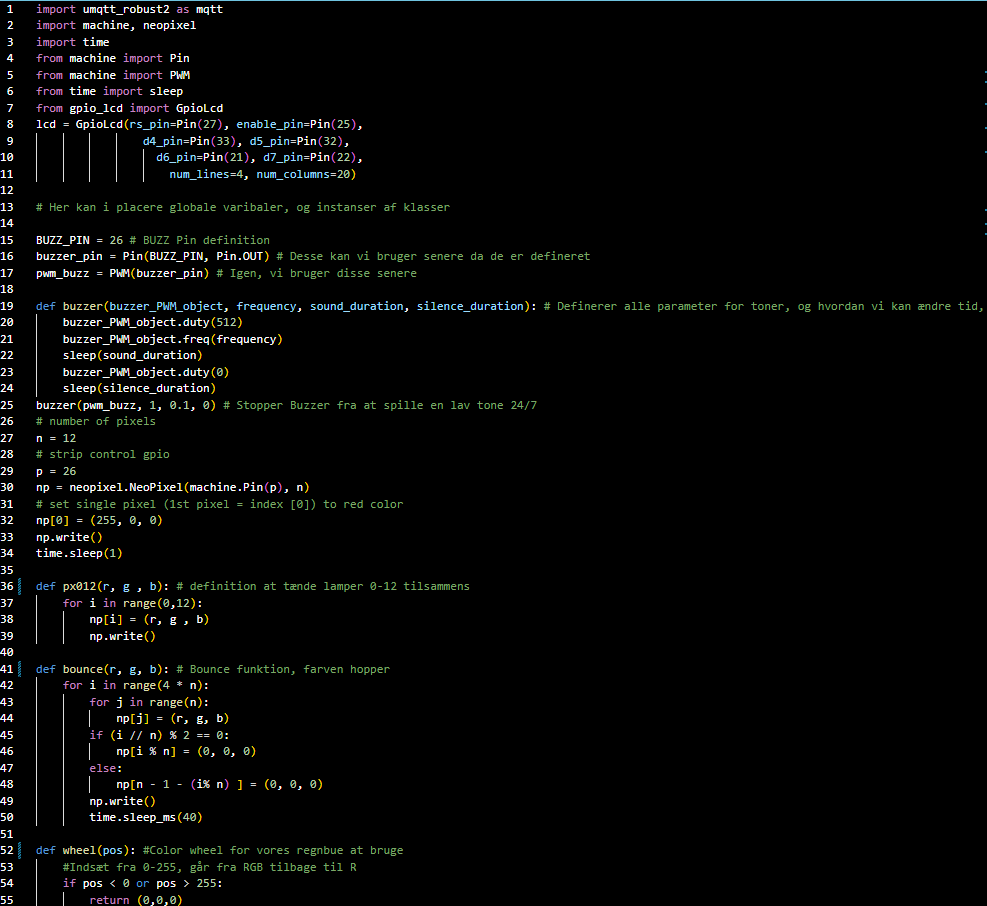 1 import umqtt_robust2 as mqtt
2 import machine, neopixel
3 import time
4 from machine import Pin
5 from machine import PWM
6 from time import sleep
7 from gpio_lcd import GpioLcd
8 lcd = GpioLcd(rs_pin=Pin(27), enable_pin=Pin(25),
9 d4_pin=Pin(33), d5_pin=Pin(32),
10 d6_pin=Pin(21), d7_pin=Pin(22),
11 num_lines=4, num_columns=20)
12
13 # Her kan i placere globale varibaler, og instanser af klasser
14
15 BUZZ_PIN = 26 # BUZZ Pin definition
16 buzzer_pin = Pin(BUZZ_PIN, Pin.OUT) # Desse kan vi bruger senere da de er defineret
17 pwm_buzz = PWM(buzzer_pin) # Igen, vi bruger disse senere
18
19 def buzzer(buzzer_PWM_object, frequency, sound_duration, silence_duration): # Definerer alle parameter for toner, og hvordan vi kan ændre tid,
20 buzzer_PWM_object.duty(512)
21 buzzer_PWM_object.freq(frequency)
22 sleep(sound_duration)
23 buzzer_PWM_object.duty(0)
24 sleep(silence_duration)
25 buzzer(pwm_buzz, 1, 0.1, 0) # Stopper Buzzer fra at spille en lav tone 24/7
26 # number of pixels
27 n = 12
28 # strip control gpio
29 p = 26
30 np = neopixel.NeoPixel(machine.Pin(p), n)
31 # set single pixel (1st pixel = index [0]) to red color
32 np[0] = (255, 0, 0)
33 np.write()
34 time.sleep(1)
35
36 def px012(r, g , b): # definition at tænde lamper 0-12 tilsammens
37 for i in range(0,12):
38 np[i] = (r, g , b)
39 np.write()
40
41 def bounce(r, g, b): # Bounce funktion, farven hopper
42 for i in range(4 * n):
43 for j in range(n):
44 np[j] = (r, g, b)
45 if (i // n) % 2 == 0:
46 np[i % n] = (0, 0, 0)
47 else:
48 np[n - 1 - (i% n) ] = (0, 0, 0)
49 np.write()
50 time.sleep_ms(40)
51
52 def wheel(pos): #Color wheel for vores regnbue at bruge
53 #Indsæt fra 0-255, går fra RGB tilbage til R
54 if pos < 0 or pos > 255:
55 return (0,0,0)